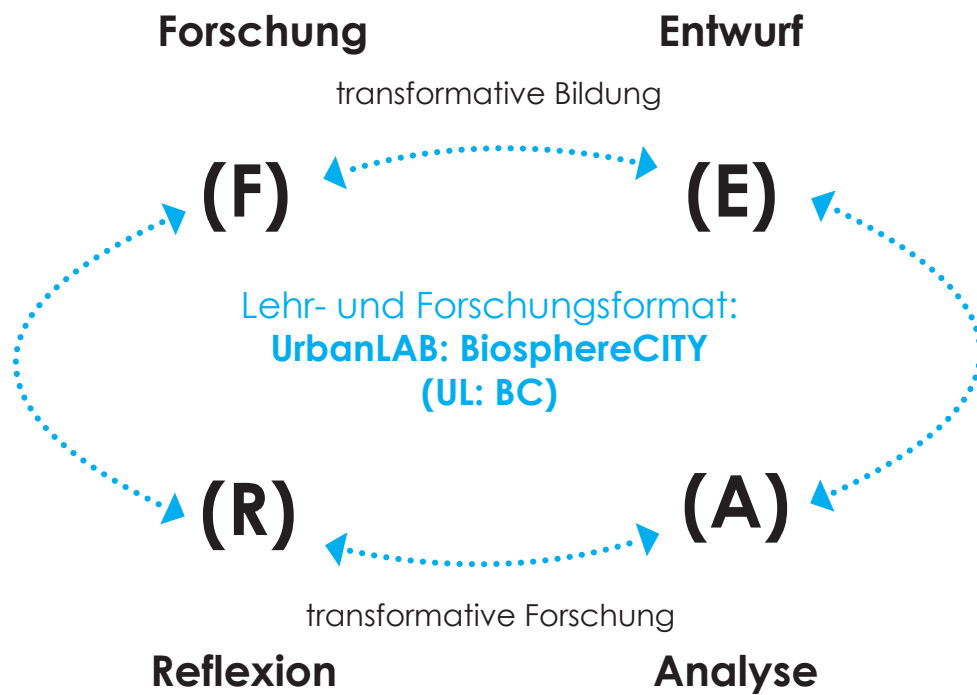 Forschung
Entwurf
transformative Bildung
(F)
(E)
Lehr- und Forschungsformat:
UrbanLAB: BiosphereCITY
(UL: BC)
(R)
(A)
transformative Forschung
Reflexion
Analyse